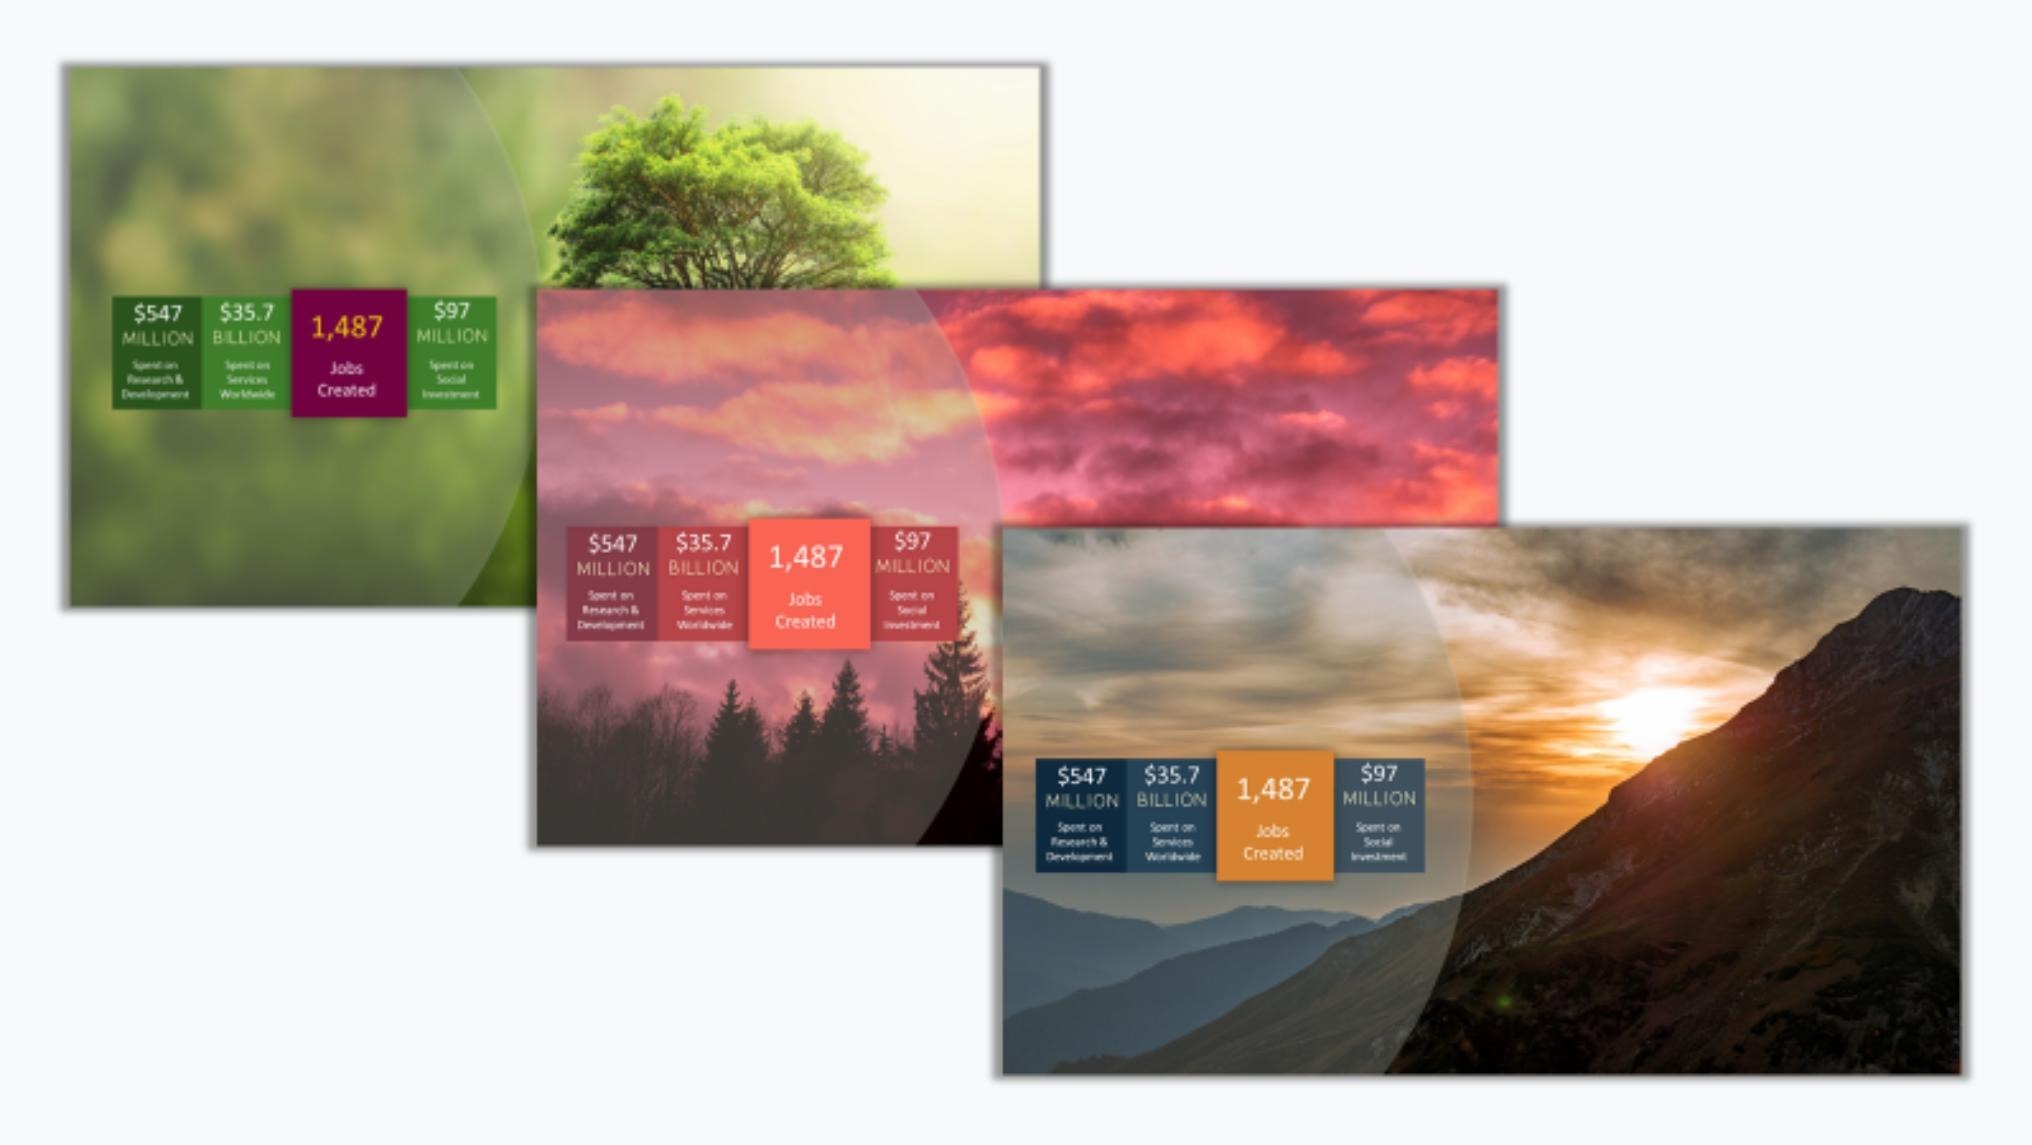 $547
MILLION
Spent on
Research &
Development
$35.7
BILLION
Spent on
Services
Worldwide
1,487
Jobs
Created
$97
MILLION
Spent on
Social
Investment
$547
MILLION
Spent on
Research &
Development
$35.7
BILLION
Spent on
Services
Worldwide
1,487
Jobs
Created
$97
MILLION
Spent on
Social
Investment
$547
MILLION
Spent on
Research &
Development
$35.7
BILLION
Spent on
Services
Worldwide
1,487
Jobs
Created
$97
MILLION
Spent on
Social
Investment